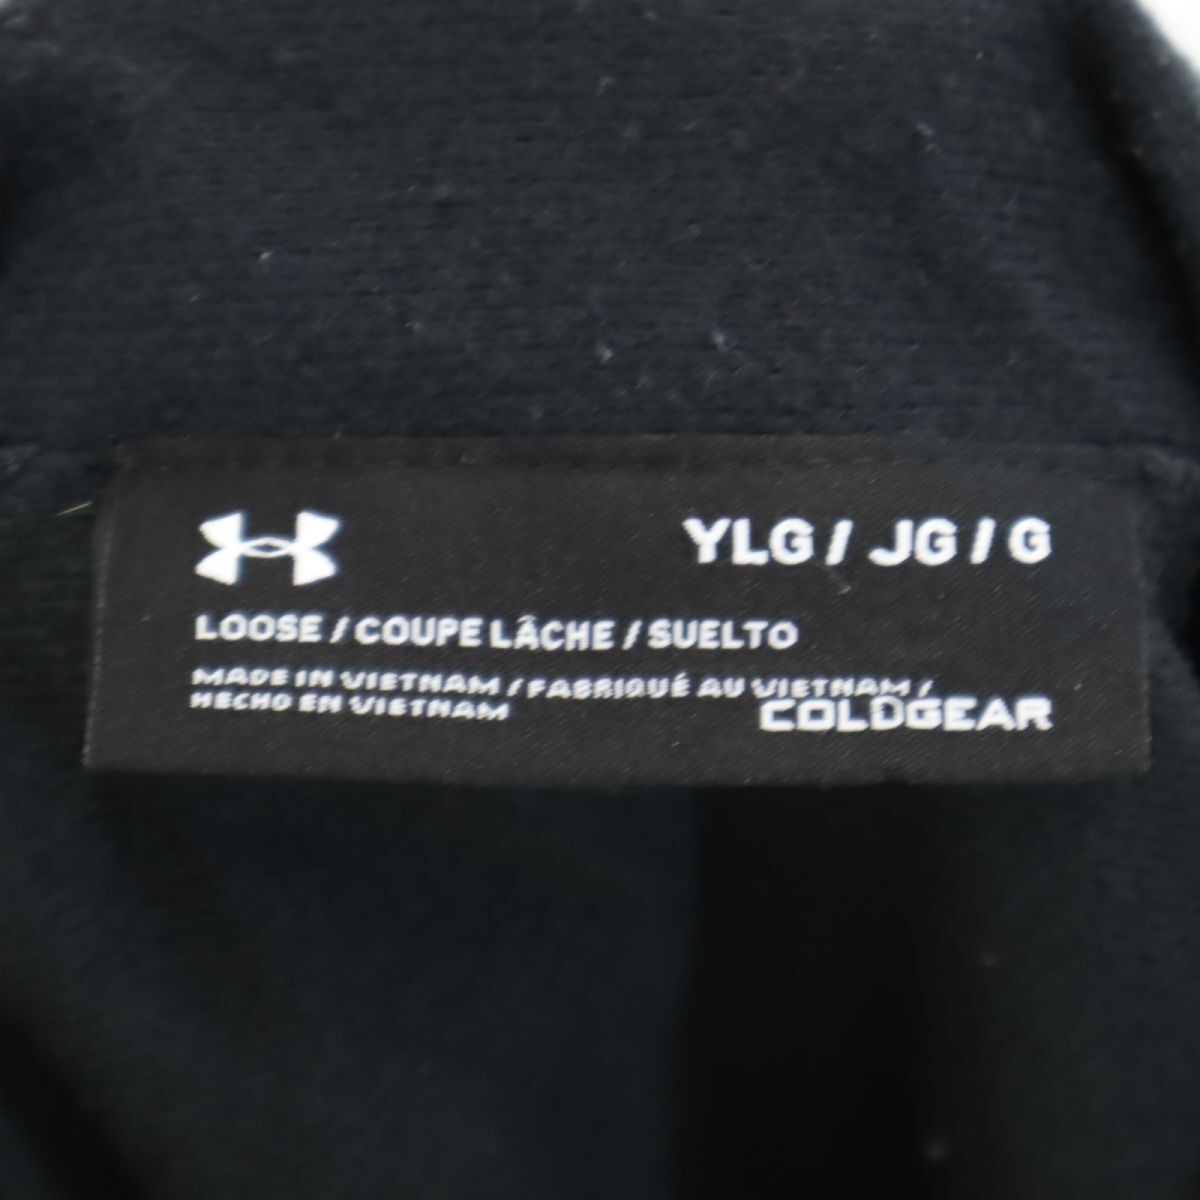 YLG / JG / G
LOOSE / COUPE LÂCHE / SUELTO
MADE IN VIETNAM / FABRIQUÉ AU VIETNAM /
HECHO EN VIETNAM
COLDGEAR